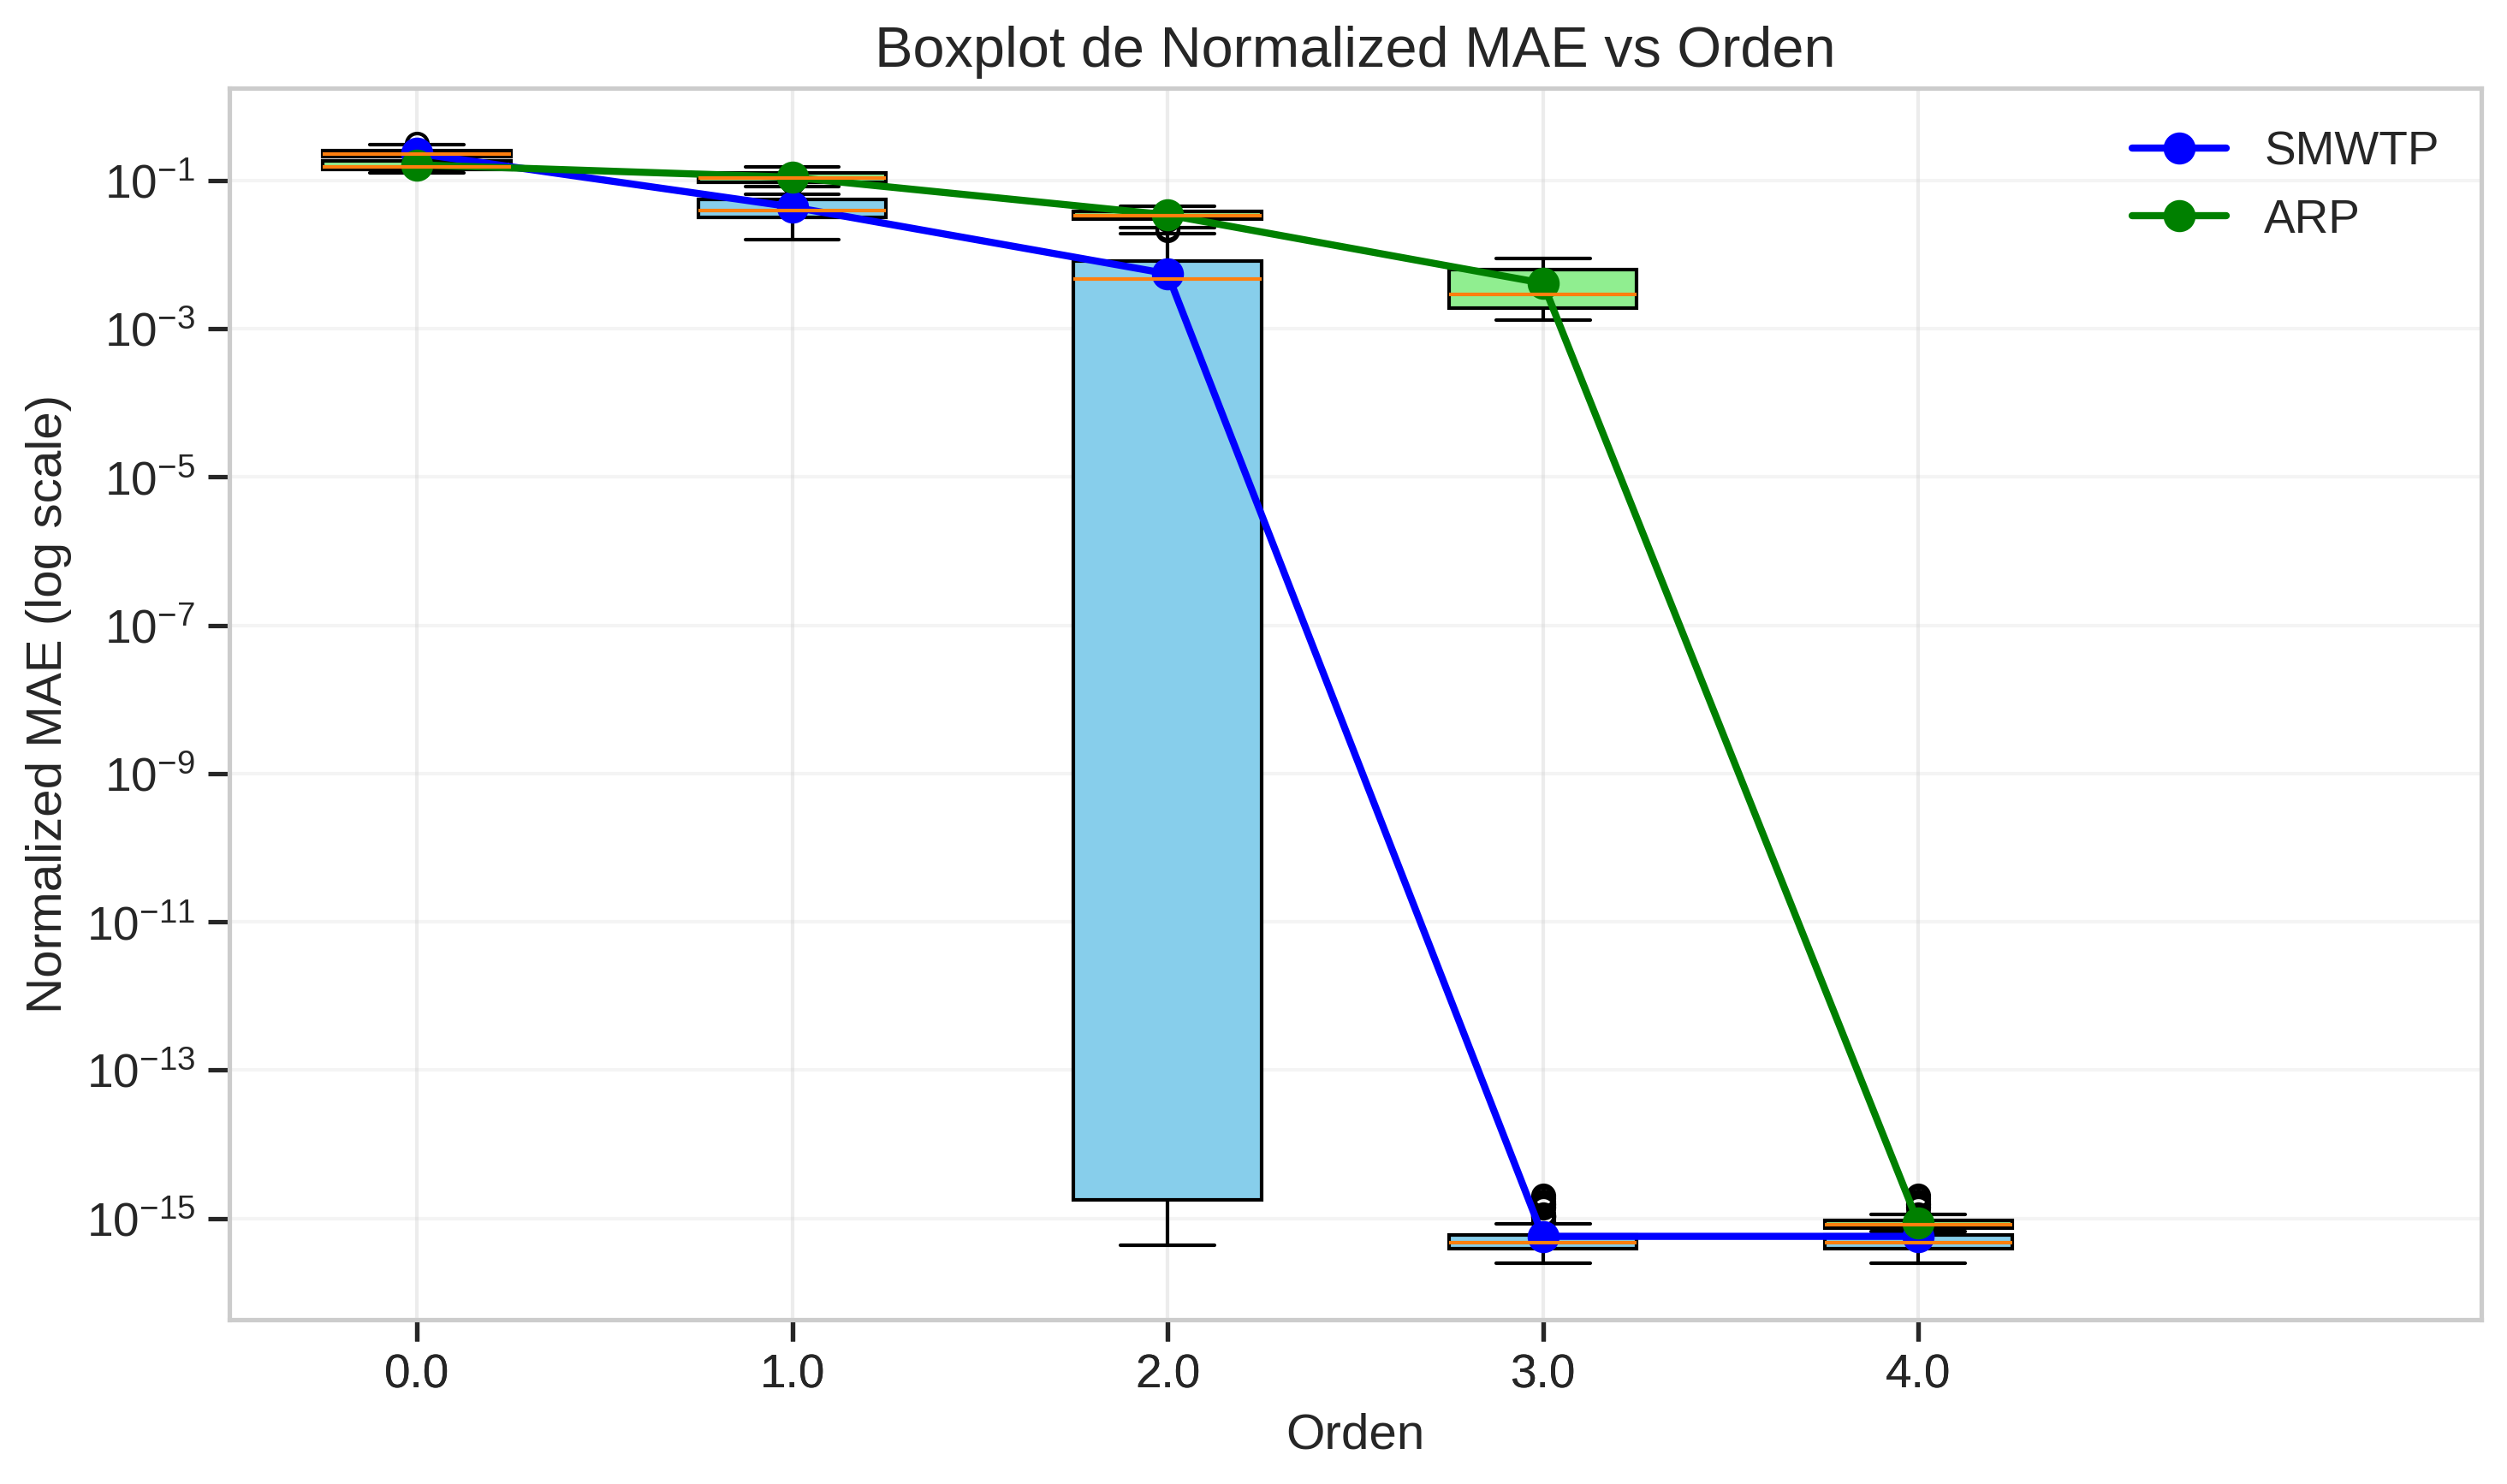 Boxplot de Normalized MAE vs Orden
SMWTP
ARP
Normalized MAE (log scale)
10⁻¹
10⁻³
10⁻⁵
10⁻⁷
10⁻⁹
10⁻¹¹
10⁻¹³
10⁻¹⁵
0.0 1.0 2.0 3.0 4.0
Orden